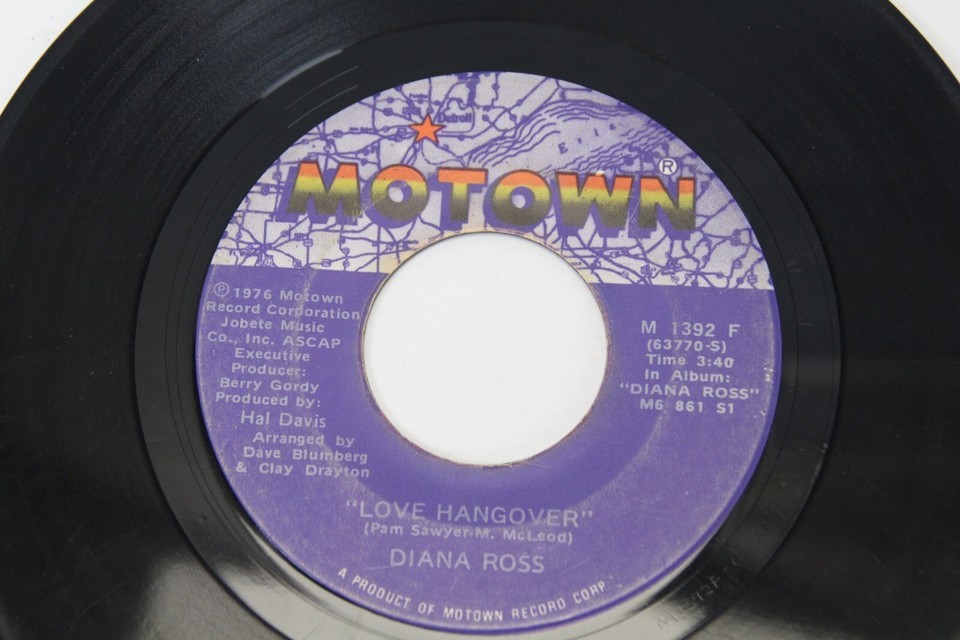 Detroit
MOTOWN®
℗ 1976 Motown
Record Corporation
Jobete Music
Co., Inc. ASCAP
Executive
Producer:
Berry Gordy
Produced by:
Hal Davis
Arranged by
Dave Blumberg
& Clay Drayton
M 1392 F
(63770-S)
Time 3:40
In Album:
"DIANA ROSS"
M6 861 S1
"LOVE HANGOVER"
(Pam Sawyer-M. McLeod)
DIANA ROSS
A PRODUCT OF MOTOWN RECORD CORP.